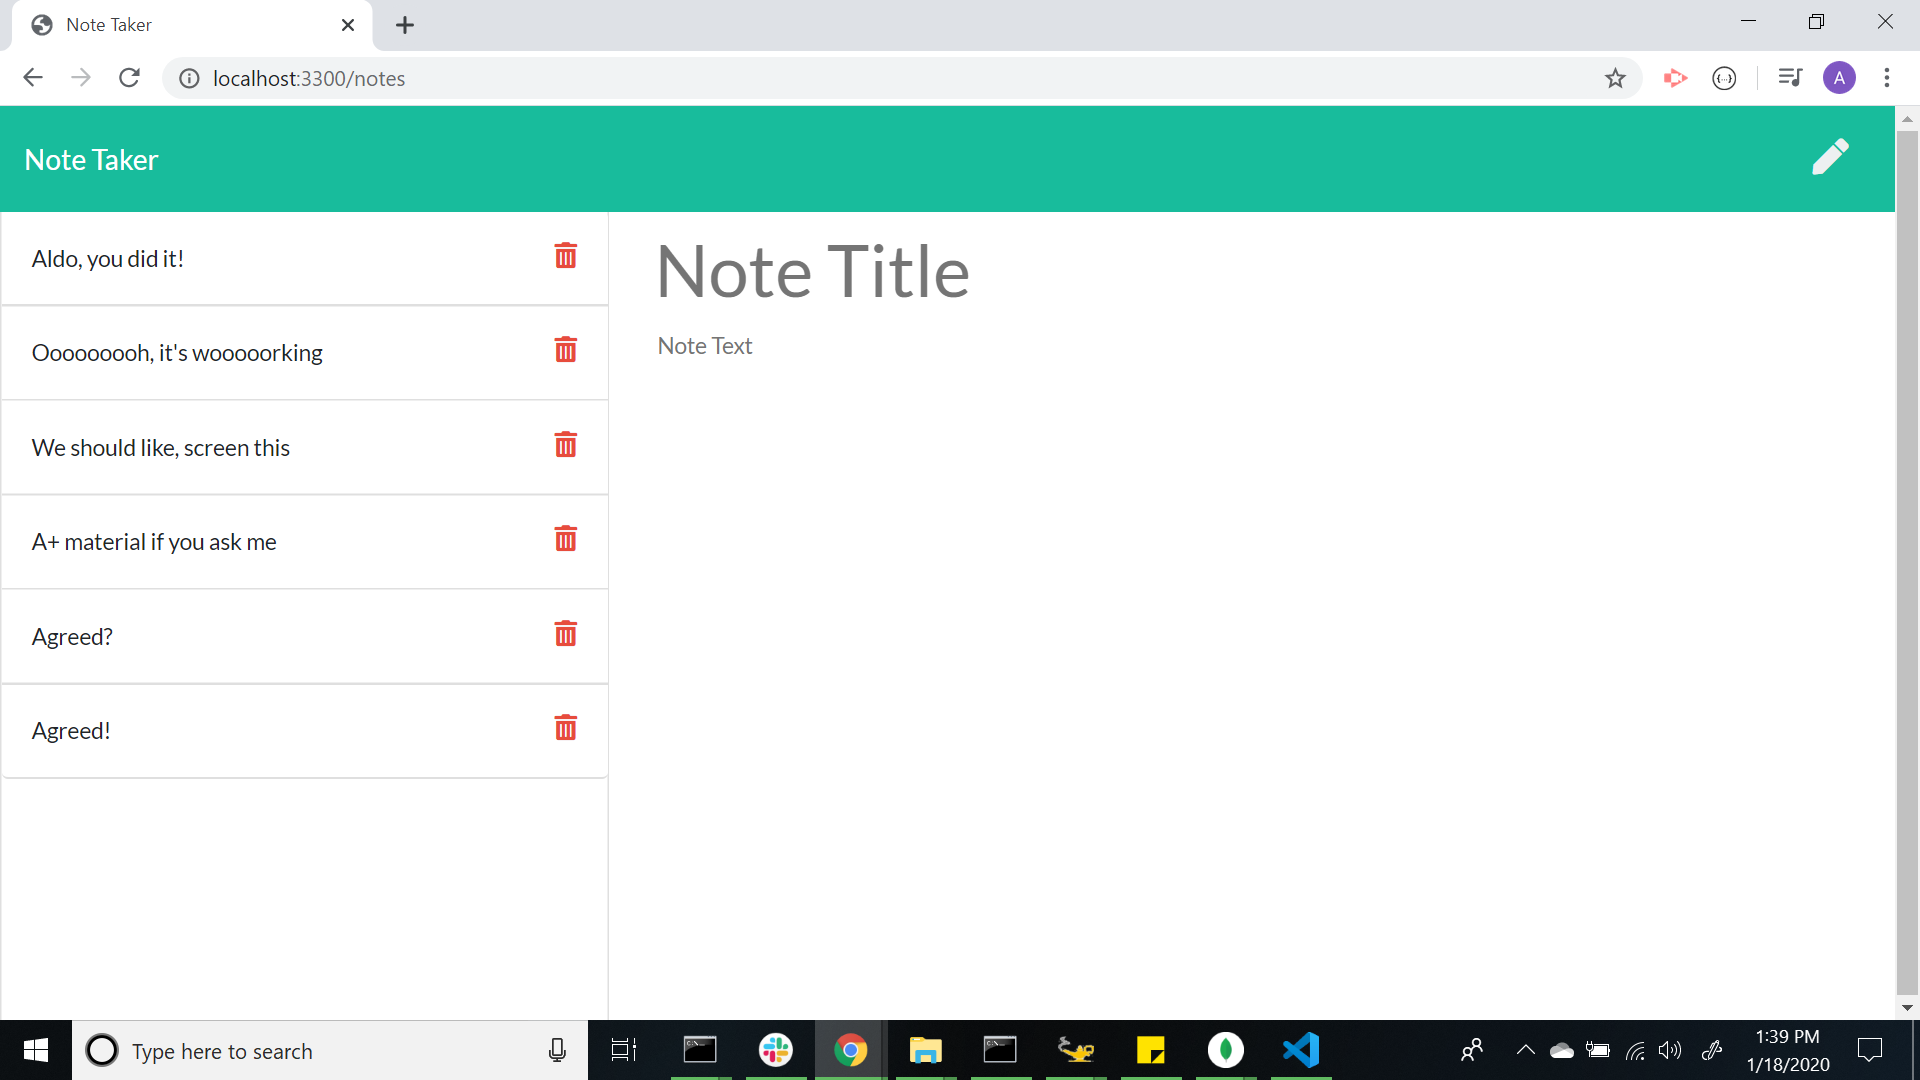 Note Taker
localhost:3300/notes
A
Note Taker
Aldo, you did it!
Ooooooooh, it's wooooorking
We should like, screen this
A+ material if you ask me
Agreed?
Agreed!
Note Title
Note Text
Type here to search
1:39 PM
1/18/2020